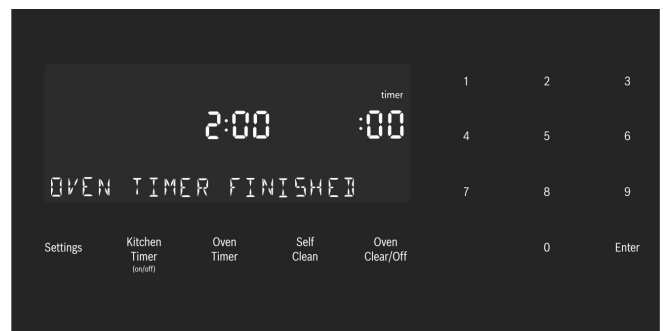 timer
2:00 :00
OVEN TIMER FINISHED
Settings
Kitchen
Timer
(on/off)
Oven
Timer
Self
Clean
Oven
Clear/Off
1 2 3
4 5 6
7 8 9
0 Enter